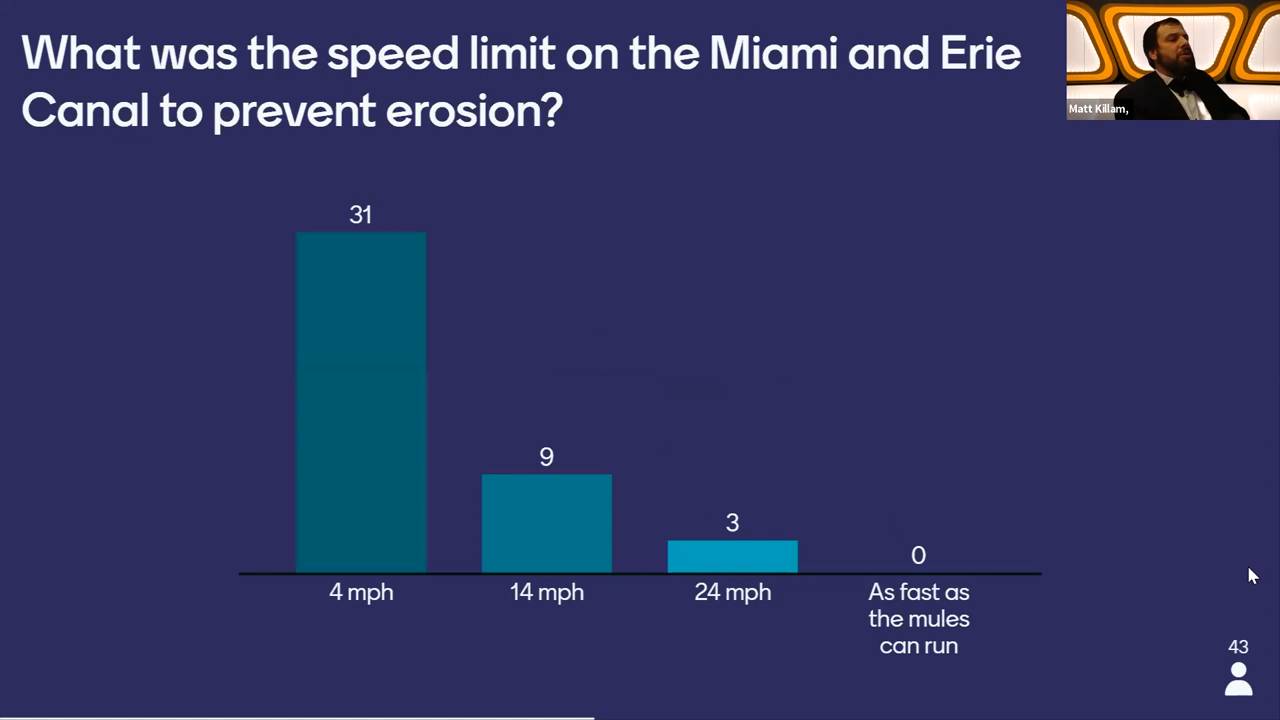 What was the speed limit on the Miami and Erie
Canal to prevent erosion?
Matt Killam,
31
9
3
0
4 mph
14 mph
24 mph
As fast as
the mules
can run
43